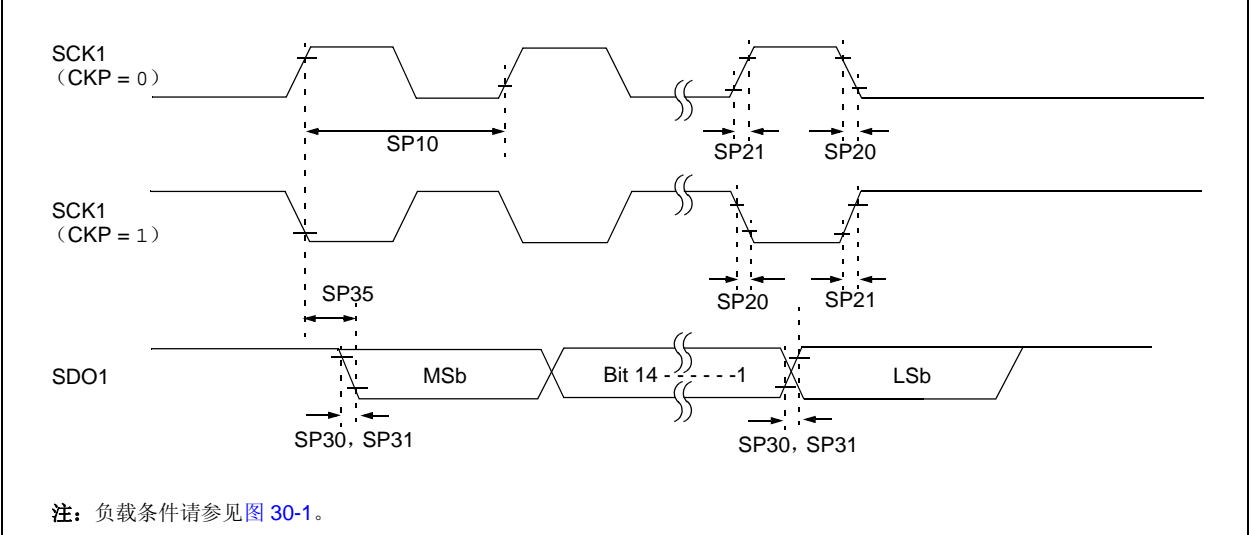 SCK1
（CKP = 0）
SP10
SP21
SP20
SCK1
（CKP = 1）
SP20
SP21
SP35
SDO1
MSb
Bit 14 - - - - - -1
LSb
SP30，SP31
SP30，SP31
注：负载条件请参见图 30-1。